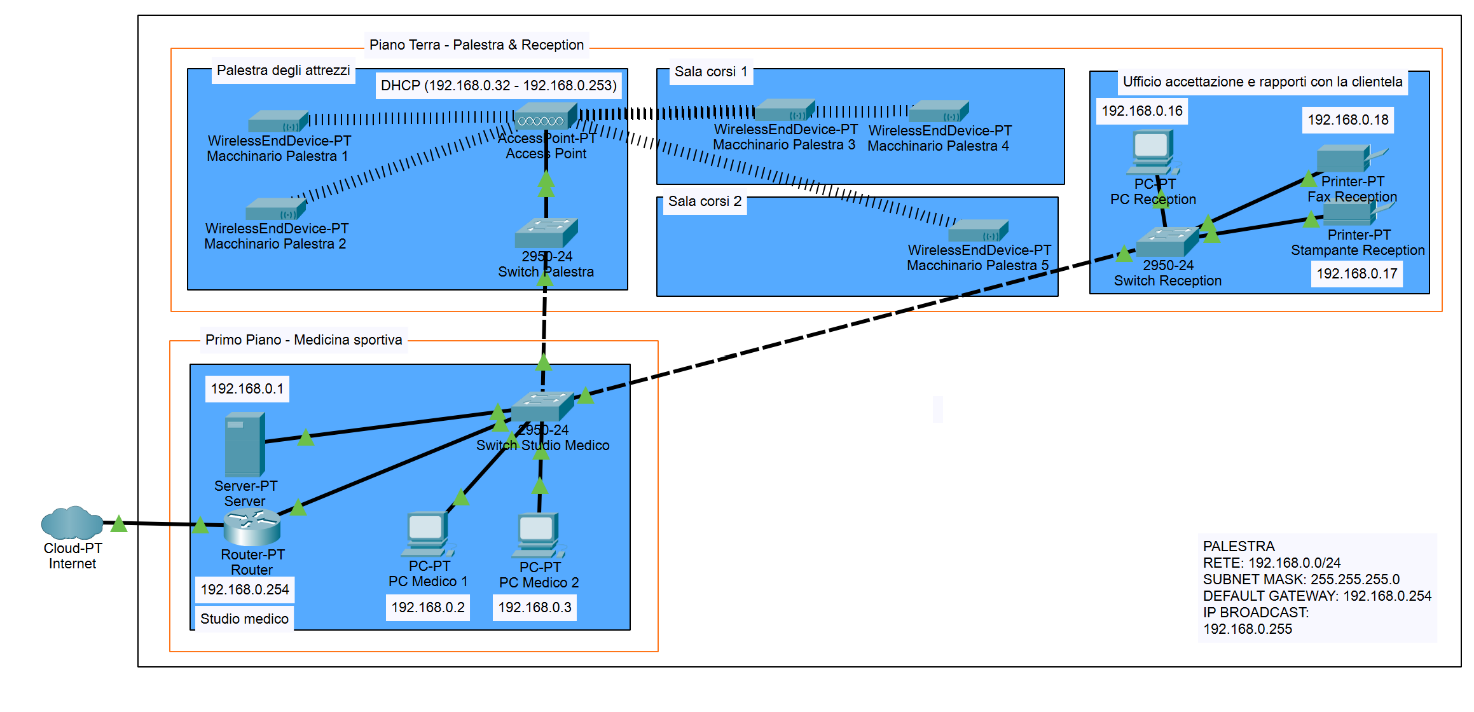 Piano Terra - Palestra & Reception
Palestra degli attrezzi
DHCP (192.168.0.32 - 192.168.0.253)
WirelessEndDevice-PT
Macchinario Palestra 1
AccessPoint-PT
Access Point
WirelessEndDevice-PT
Macchinario Palestra 2
2950-24
Switch Palestra
Sala corsi 1
WirelessEndDevice-PT
Macchinario Palestra 3
WirelessEndDevice-PT
Macchinario Palestra 4
Sala corsi 2
WirelessEndDevice-PT
Macchinario Palestra 5
Ufficio accettazione e rapporti con la clientela
192.168.0.16
PC-PT
PC Reception
192.168.0.18
Printer-PT
Fax Reception
Printer-PT
Stampante Reception
192.168.0.17
2950-24
Switch Reception
Primo Piano - Medicina sportiva
192.168.0.1
Server-PT
Server
2950-24
Switch Studio Medico
Cloud-PT
Internet
Router-PT
Router
192.168.0.254
Studio medico
PC-PT
PC Medico 1
192.168.0.2
PC-PT
PC Medico 2
192.168.0.3
PALESTRA
RETE: 192.168.0.0/24
SUBNET MASK: 255.255.255.0
DEFAULT GATEWAY: 192.168.0.254
IP BROADCAST:
192.168.0.255